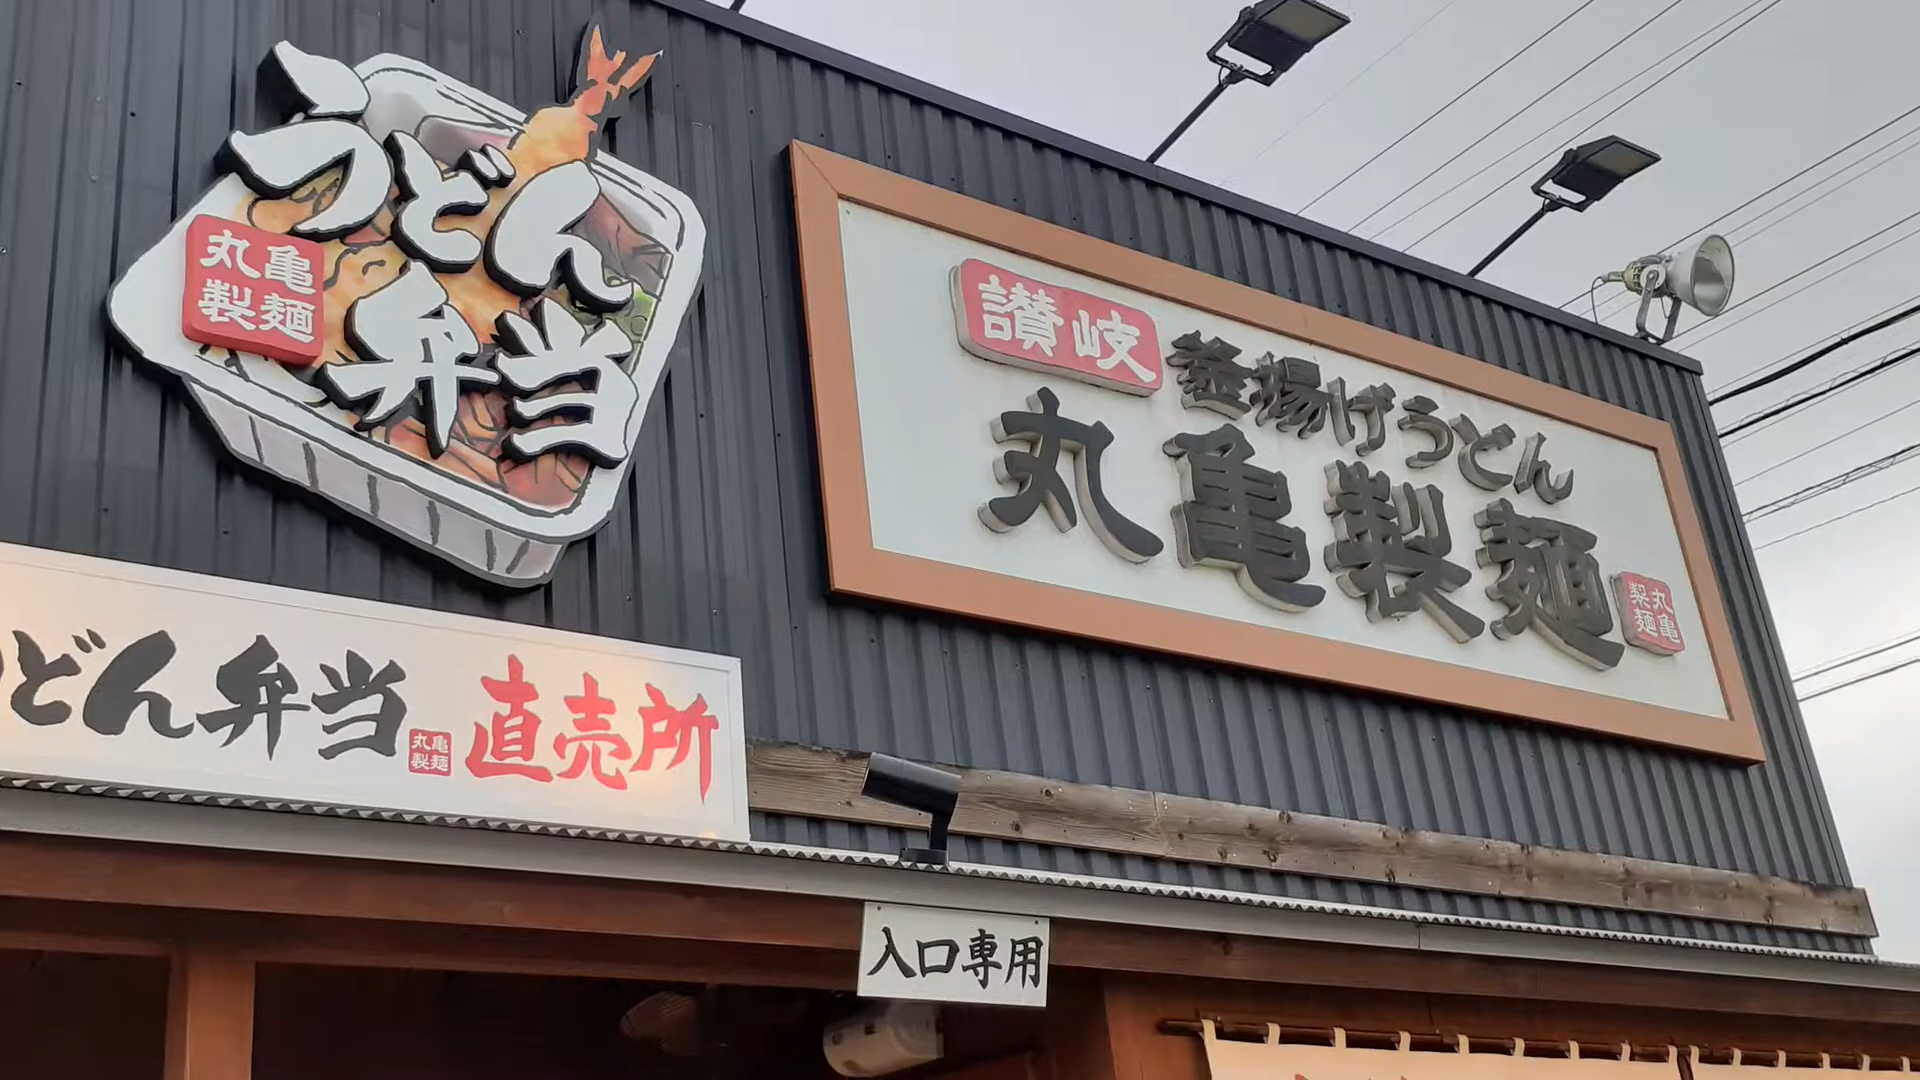 うどん
弁当
丸亀
製麺
讃岐
釜揚げうどん
丸亀製麺
丸亀
製麺
どん弁当
丸亀
製麺
直売所
入口専用